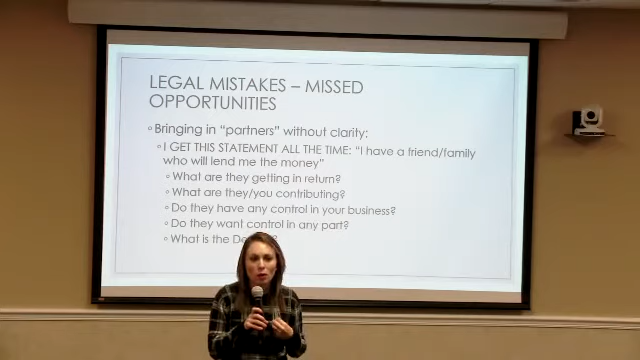 LEGAL MISTAKES – MISSED
OPPORTUNITIES
Bringing in “partners” without clarity:
I GET THIS STATEMENT ALL THE TIME: “I have a friend/family
who will lend me the money”
What are they getting in return?
What are they/you contributing?
Do they have any control in your business?
Do they want control in any part?
What is the